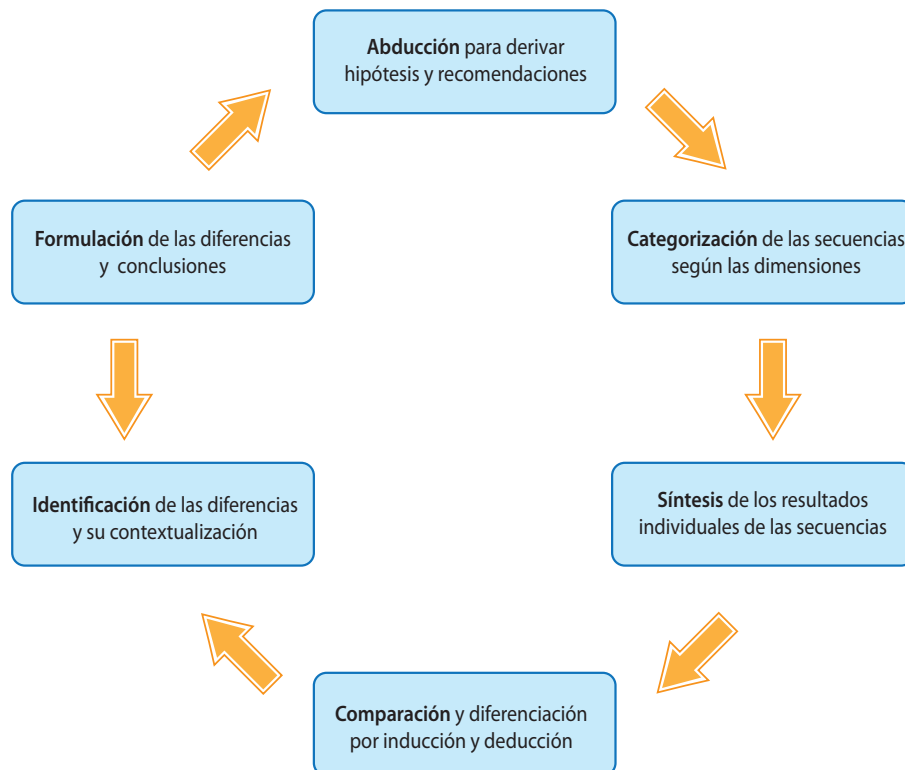 Abducción para derivar
hipótesis y recomendaciones
Formulación de las diferencias
y conclusiones
Categorización de las secuencias
según las dimensiones
Identificación de las diferencias
y su contextualización
Síntesis de los resultados
individuales de las secuencias
Comparación y diferenciación
por inducción y deducción